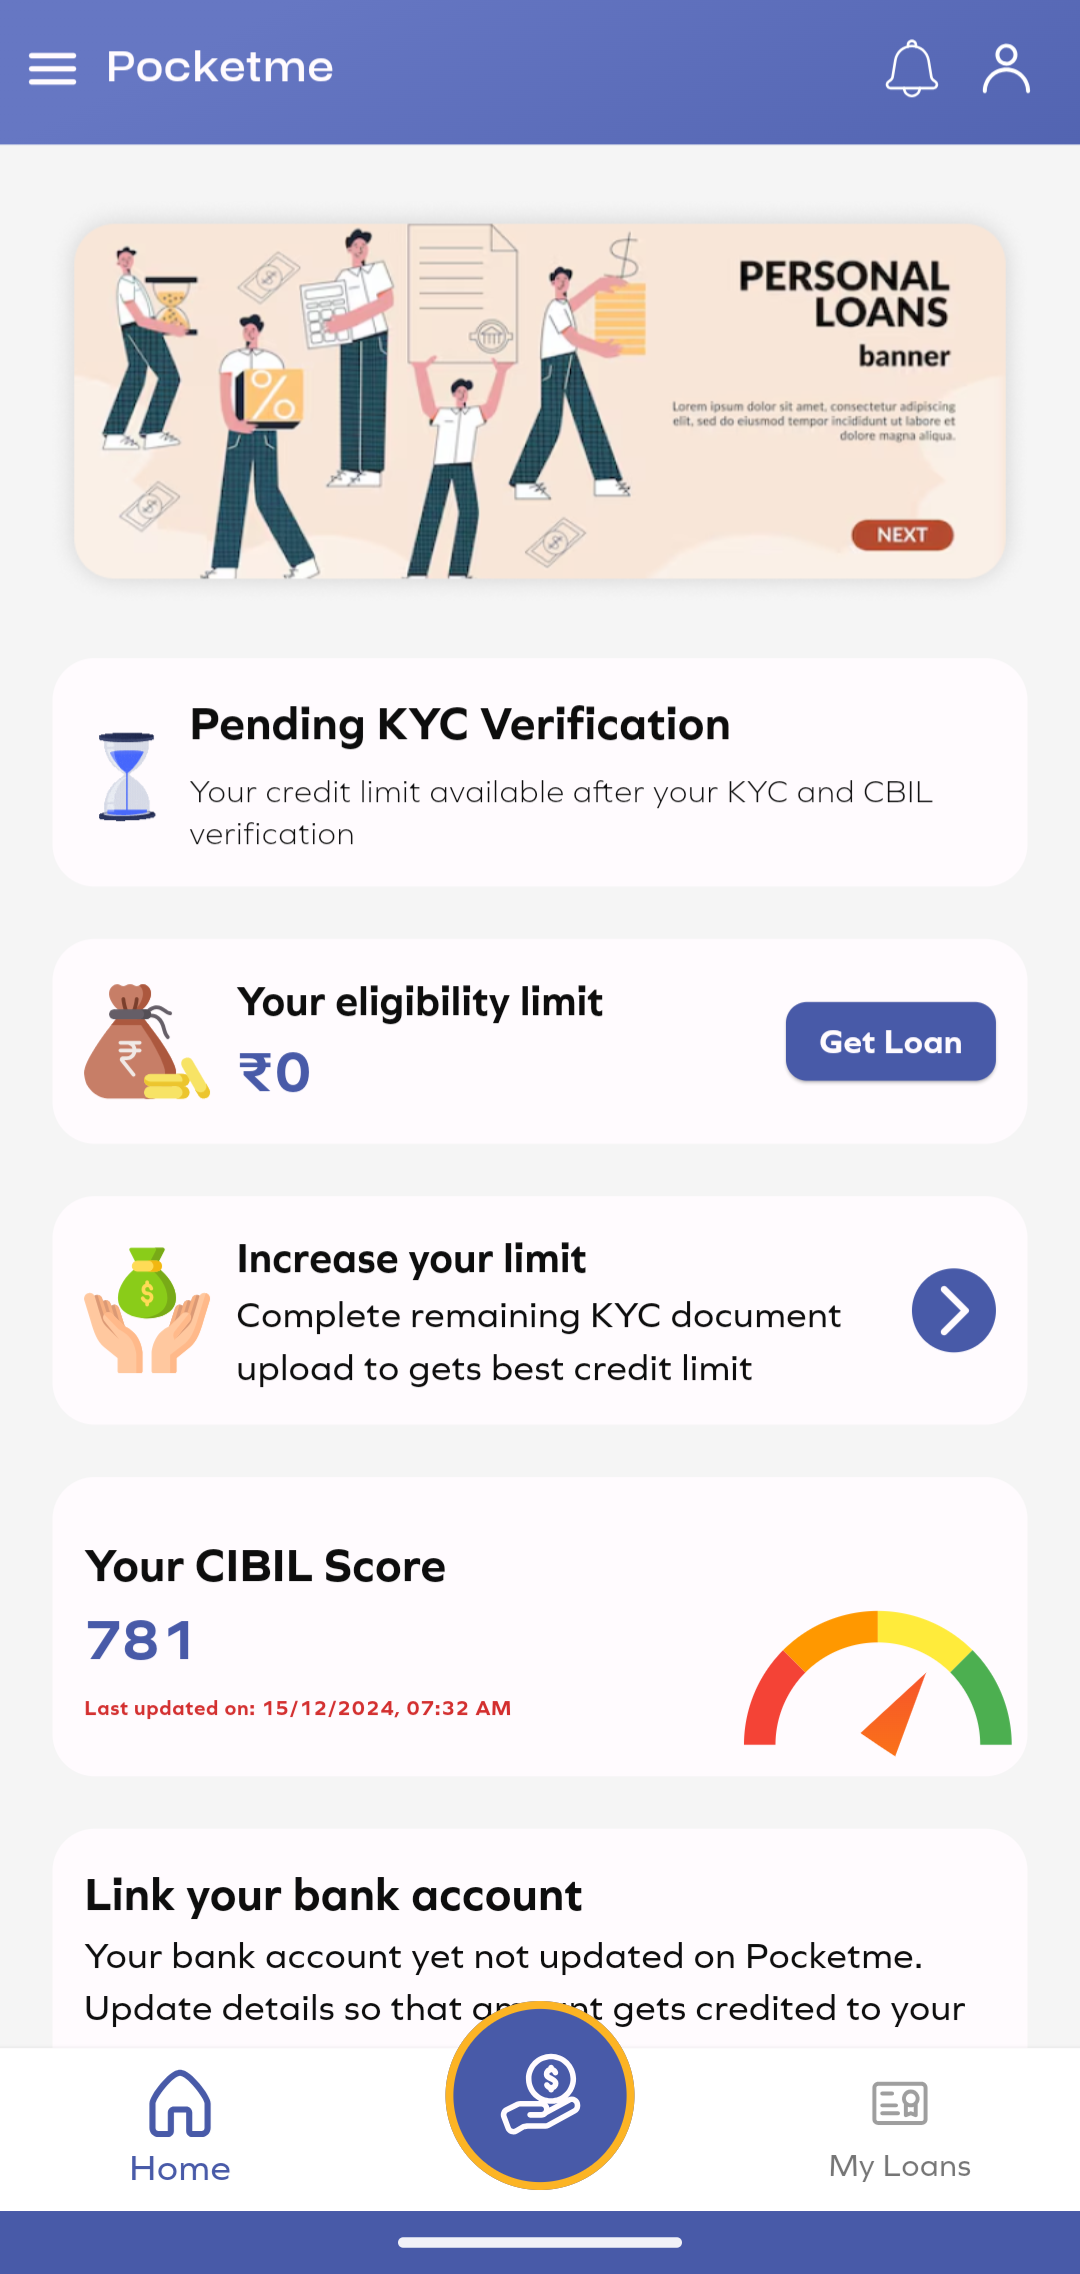 Pocketme
PERSONAL
LOANS
banner
Lorem ipsum dolor sit amet, consectetur adipiscing
elit, sed do eiusmod tempor incididunt ut labore et
dolore magna aliqua.
NEXT
Pending KYC Verification
Your credit limit available after your KYC and CBIL
verification
Your eligibility limit
₹0
Get Loan
Increase your limit
Complete remaining KYC document
upload to gets best credit limit
Your CIBIL Score
781
Last updated on: 15/12/2024, 07:32 AM
Link your bank account
Your bank account yet not updated on Pocketme.
Update details so that gets credited to your
Home
My Loans